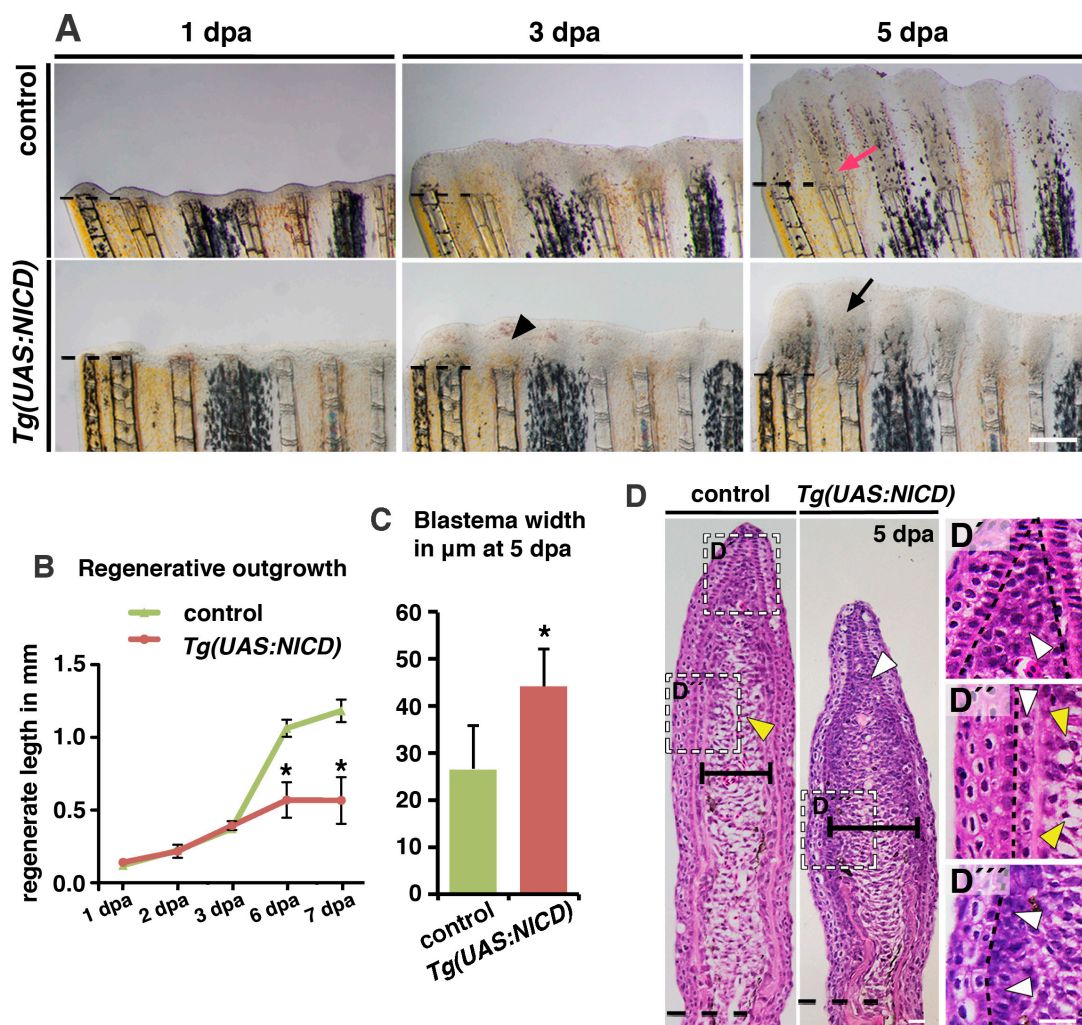 A
1 dpa
3 dpa
5 dpa
control
Tg(UAS:NICD)
B
Regenerative outgrowth
control
Tg(UAS:NICD)
regenerate legth in mm
1.5
1.0
0.5
0.0
*
*
1 dpa
2 dpa
3 dpa
6 dpa
7 dpa
C
Blastema width
in µm at 5 dpa
60
50
40
30
20
10
0
*
control
Tg(UAS:NICD)
D
control
Tg(UAS:NICD)
5 dpa
D
D
D
D´
D´´
D´´´